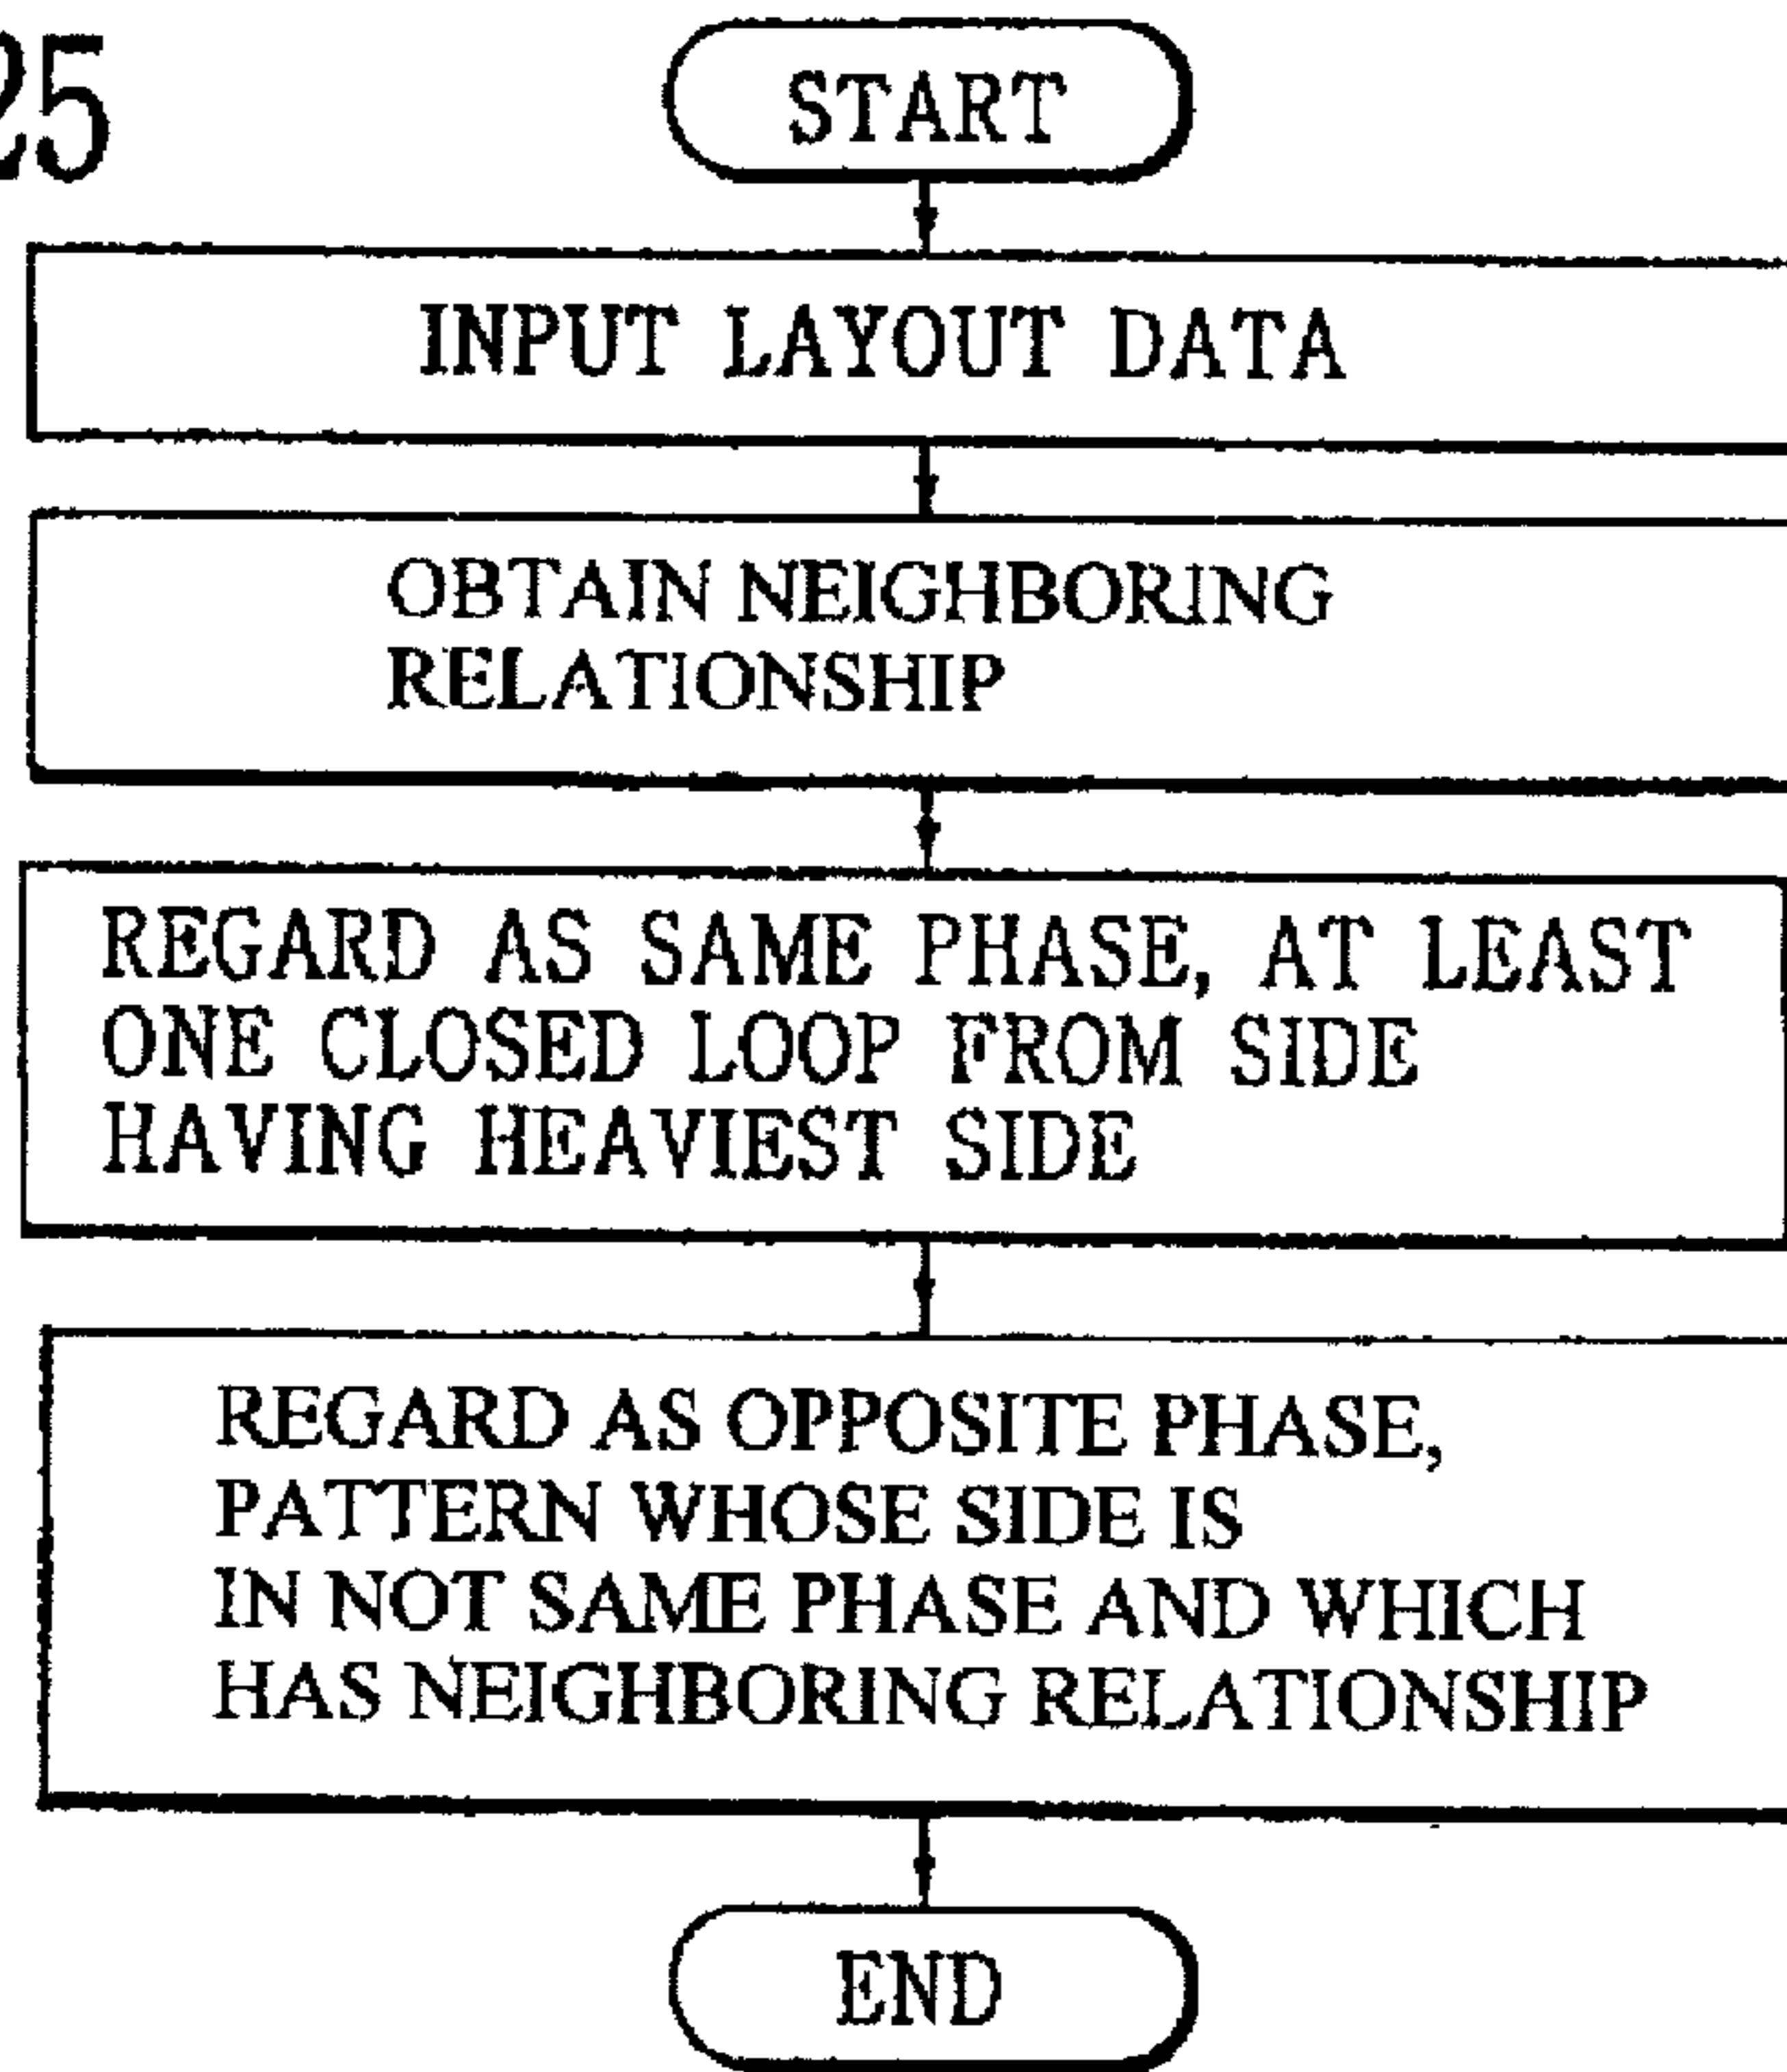 25
START
INPUT LAYOUT DATA
OBTAIN NEIGHBORING
RELATIONSHIP
REGARD AS SAME PHASE, AT LEAST
ONE CLOSED LOOP FROM SIDE
HAVING HEAVIEST SIDE
REGARD AS OPPOSITE PHASE,
PATTERN WHOSE SIDE IS
IN NOT SAME PHASE AND WHICH
HAS NEIGHBORING RELATIONSHIP
END